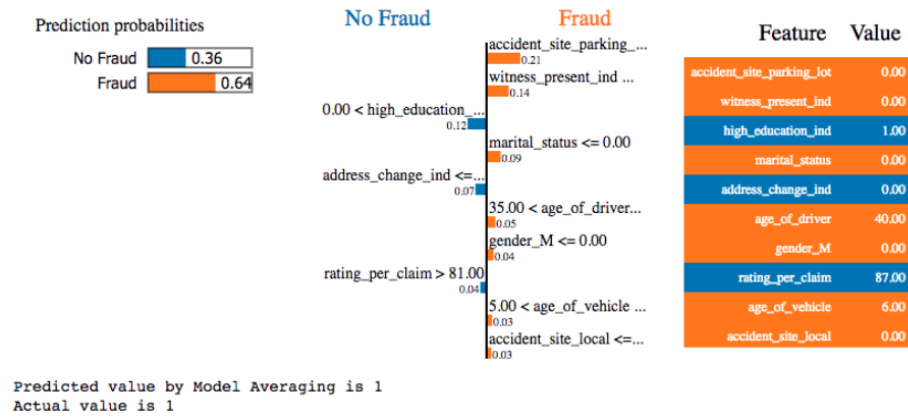 Prediction probabilities
No Fraud 0.36
Fraud 0.64
No Fraud Fraud
accident_site_parking_...
0.21
witness_present_ind ...
0.14
0.00 < high_education_...
0.12
marital_status <= 0.00
0.09
address_change_ind <=...
0.07
35.00 < age_of_driver...
0.05
gender_M <= 0.00
0.04
rating_per_claim > 81.00
0.04
5.00 < age_of_vehicle ...
0.03
accident_site_local <=...
0.03
Feature Value
accident_site_parking_lot 0.00
witness_present_ind 0.00
high_education_ind 1.00
marital_status 0.00
address_change_ind 0.00
age_of_driver 40.00
gender_M 0.00
rating_per_claim 87.00
age_of_vehicle 6.00
accident_site_local 0.00
Predicted value by Model Averaging is 1
Actual value is 1